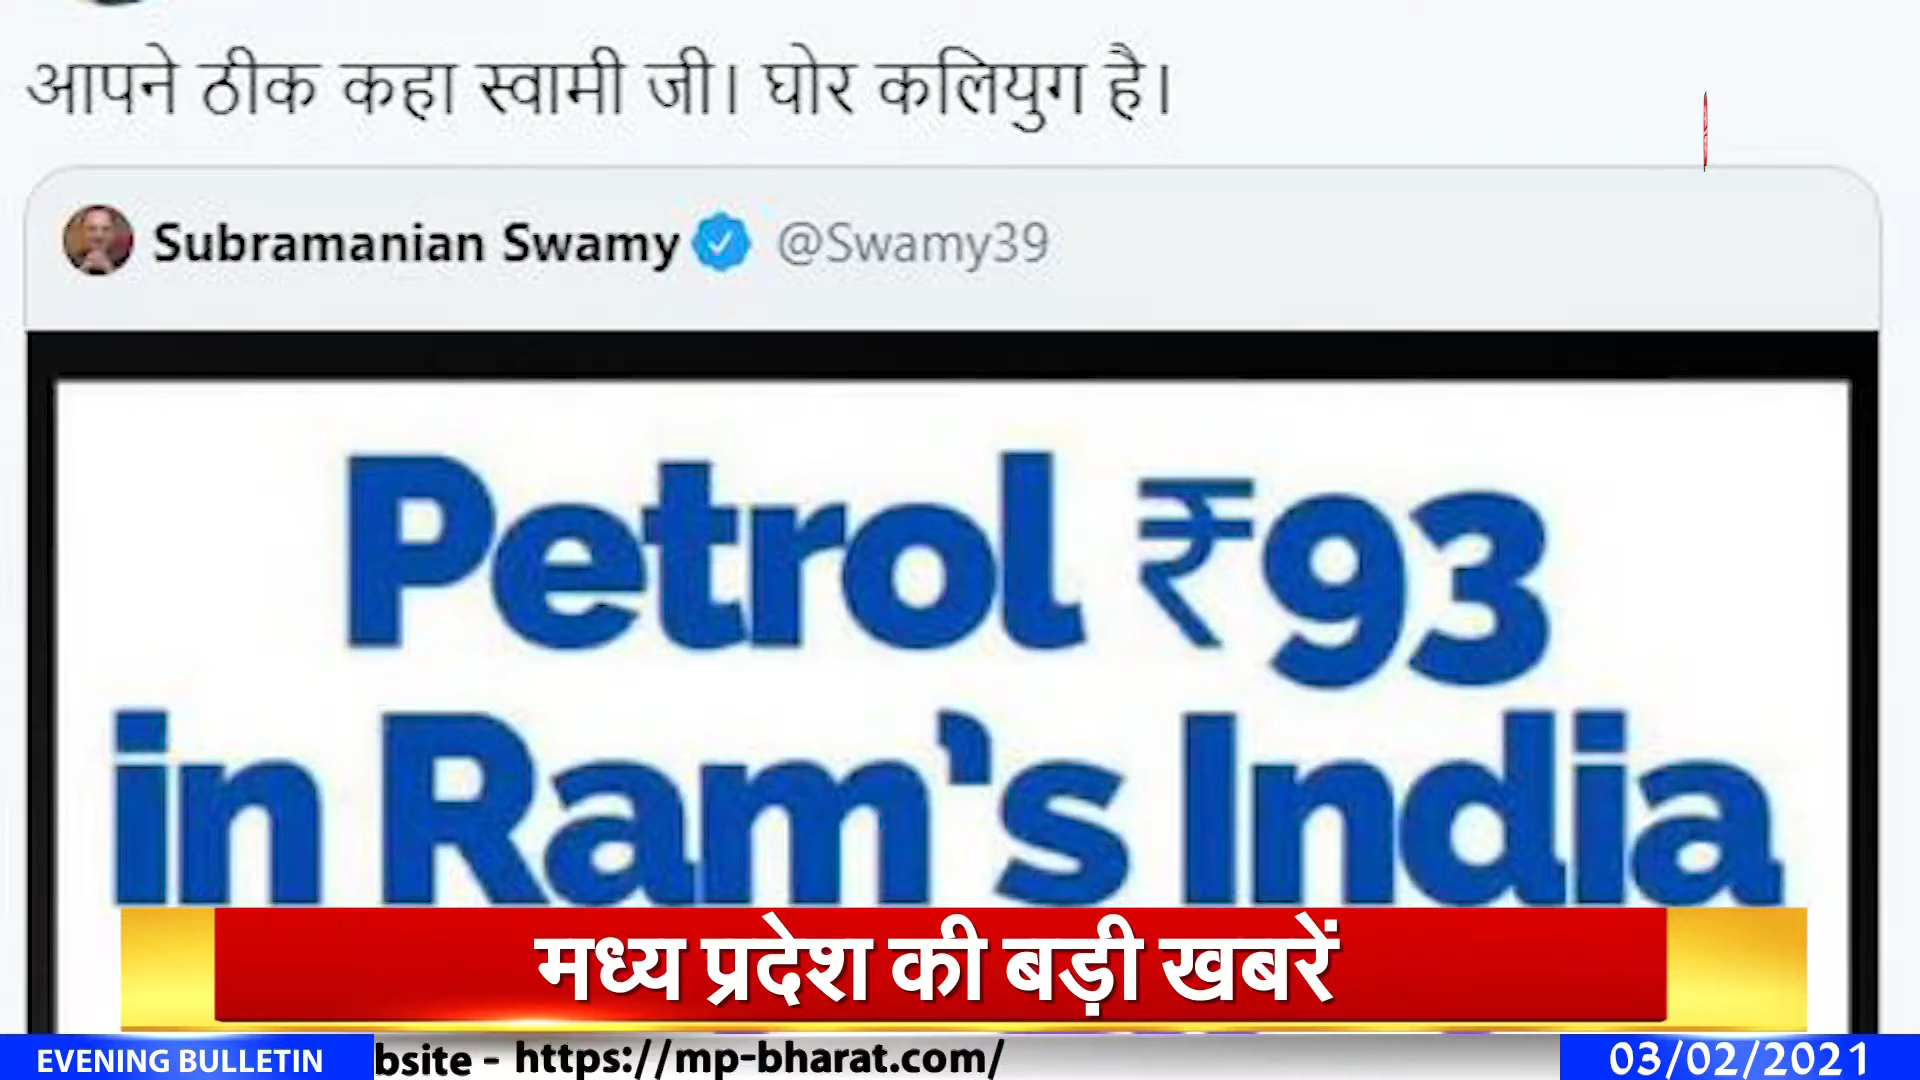 आपने ठीक कहा स्वामी जी। घोर कलियुग है।
Subramanian Swamy @Swamy39
Petrol ₹93
in Ram's India
मध्य प्रदेश की बड़ी खबरें
EVENING BULLETIN bsite - https://mp-bharat.com/ 03/02/2021